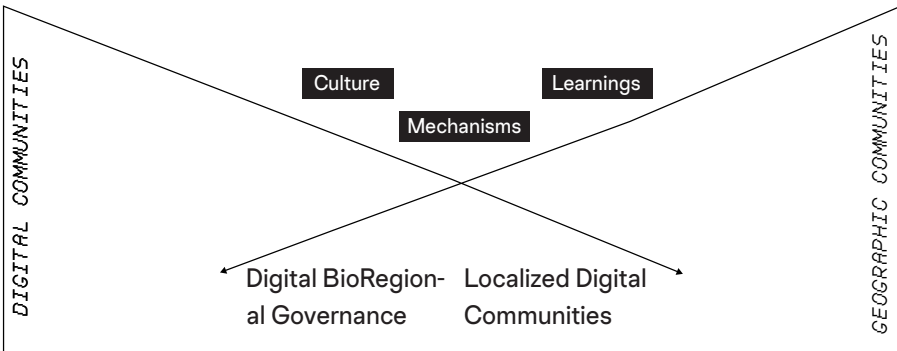 DIGITAL COMMUNITIES
Culture
Learnings
Mechanisms
Digital BioRegion-
al Governance
Localized Digital
Communities
GEOGRAPHIC COMMUNITIES